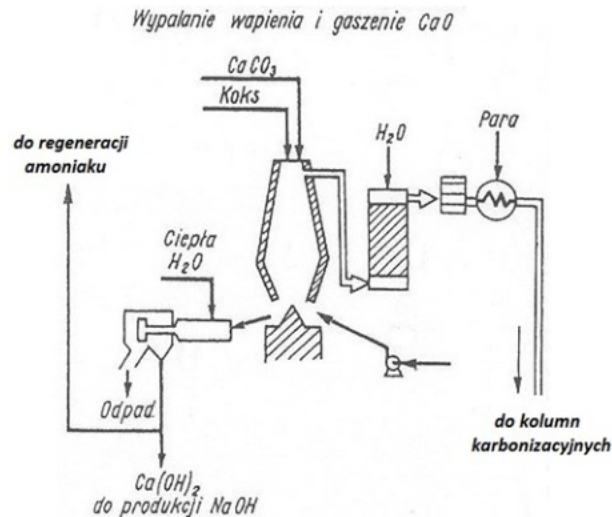 Wypalanie wapienia i gaszenie CaO
CaCO₃
Koks
do regeneracji
amoniaku
H₂O
Para
Ciepła
H₂O
Odpad.
do kolumn
karbonizacyjnych
Ca(OH)₂
do produkcji NaOH